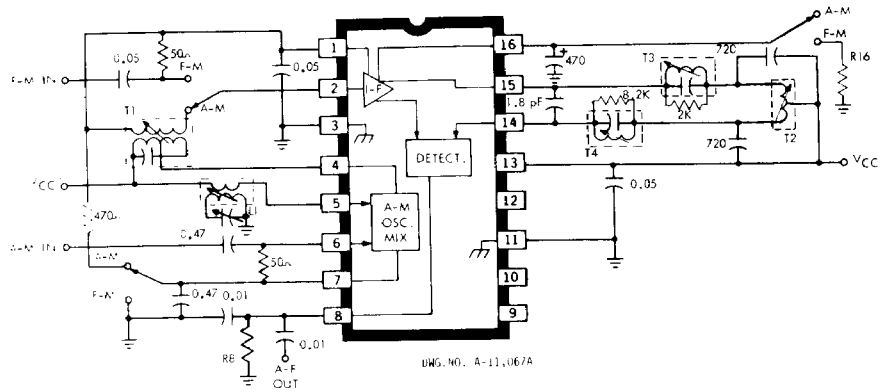 A-M
F-M
R16
720
T3
T2
720
VCC
470
1.8 pF
8.2K
2K
T4
0.05
0.05
50Ω
F-M
F-M IN
A-M
T1
0.05
470Ω
A-M IN
0.47
50Ω
A-M
F-M
0.47
0.01
R8
0.01
A-F
OUT
1
2
3
4
5
6
7
8
16
15
14
13
12
11
10
9
I-F
DETECT.
A-M
OSC.
MIX
DWG. NO. A-11,067A